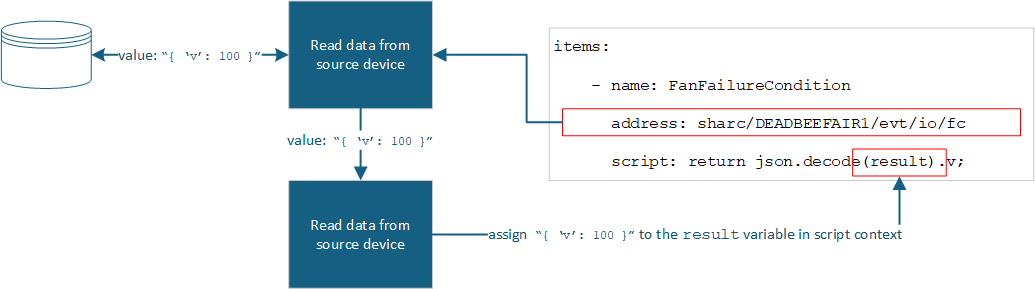 value: “{ ‘v’: 100 }”
Read data from
source device
value: “{ ‘v’: 100 }”
Read data from
source device
assign “{ ‘v’: 100 }” to the result variable in script context
items:
- name: FanFailureCondition
address: sharc/DEADBEEFAIR1/evt/io/fc
script: return json.decode(result).v;